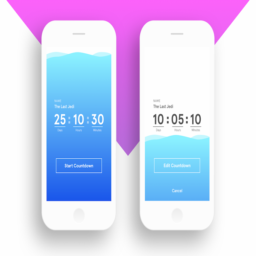 The Last Jedi
25 : 10 : 30
Days Hours Minutes
Start Countdown
The Last Jedi
10 : 05 : 10
Days Hours Minutes
Edit Countdown
Cancel